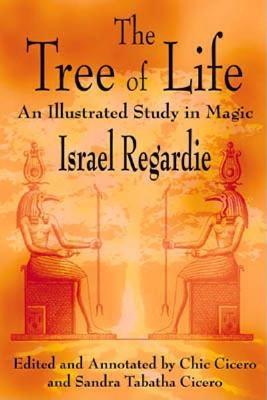 The
Tree of Life
An Illustrated Study in Magic
Israel Regardie
Edited and Annotated by Chic Cicero
and Sandra Tabatha Cicero